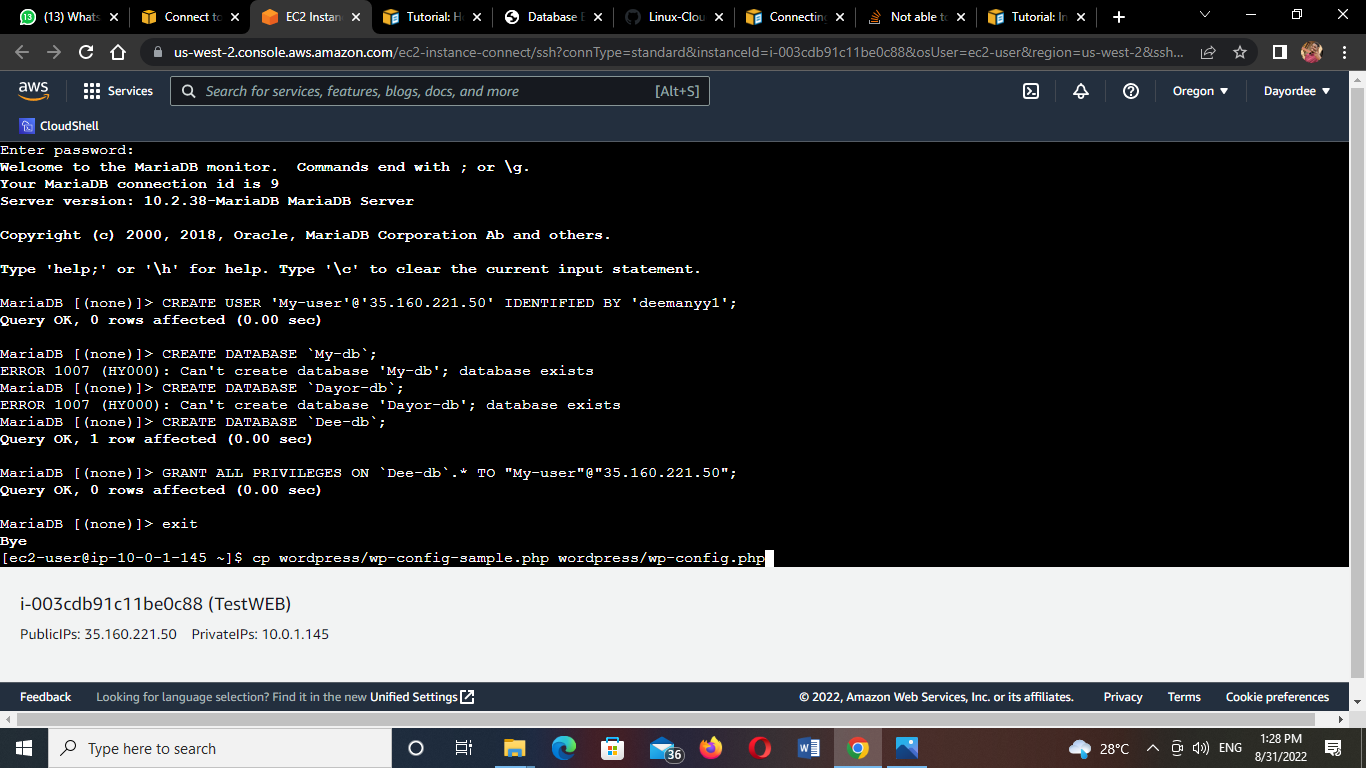 (13) Whats
Connect to
EC2 Instan
Tutorial: H
Database E
Linux-Clou
Connecting
Not able to
Tutorial: In
us-west-2.console.aws.amazon.com/ec2-instance-connect/ssh?connType=standard&instanceId=i-003cdb91c11be0c88&osUser=ec2-user&region=us-west-2&ssh...
aws
Services
Search for services, features, blogs, docs, and more
[Alt+S]
Oregon
Dayordee
CloudShell
Enter password:
Welcome to the MariaDB monitor.  Commands end with ; or \g.
Your MariaDB connection id is 9
Server version: 10.2.38-MariaDB MariaDB Server
Copyright (c) 2000, 2018, Oracle, MariaDB Corporation Ab and others.
Type 'help;' or '\h' for help. Type '\c' to clear the current input statement.
MariaDB [(none)]> CREATE USER 'My-user'@'35.160.221.50' IDENTIFIED BY 'deemanyy1';
Query OK, 0 rows affected (0.00 sec)
MariaDB [(none)]> CREATE DATABASE `My-db`;
ERROR 1007 (HY000): Can't create database 'My-db'; database exists
MariaDB [(none)]> CREATE DATABASE `Dayor-db`;
ERROR 1007 (HY000): Can't create database 'Dayor-db'; database exists
MariaDB [(none)]> CREATE DATABASE `Dee-db`;
Query OK, 1 row affected (0.00 sec)
MariaDB [(none)]> GRANT ALL PRIVILEGES ON `Dee-db`.* TO "My-user"@"35.160.221.50";
Query OK, 0 rows affected (0.00 sec)
MariaDB [(none)]> exit
Bye
[ec2-user@ip-10-0-1-145 ~]$ cp wordpress/wp-config-sample.php wordpress/wp-config.php
i-003cdb91c11be0c88 (TestWEB)
PublicIPs: 35.160.221.50    PrivateIPs: 10.0.1.145
Feedback
Looking for language selection? Find it in the new Unified Settings
© 2022, Amazon Web Services, Inc. or its affiliates.
Privacy
Terms
Cookie preferences
Type here to search
36
28°C
ENG
1:28 PM
8/31/2022